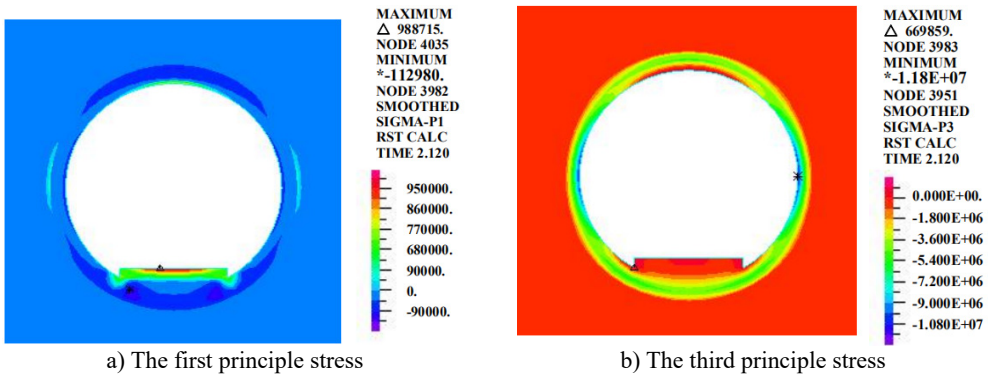 MAXIMUM
△ 988715.
NODE 4035
MINIMUM
*-112980.
NODE 3982
SMOOTHED
SIGMA-P1
RST CALC
TIME 2.120
950000.
860000.
770000.
680000.
90000.
0.
-90000.
a) The first principle stress
MAXIMUM
△ 669859.
NODE 3983
MINIMUM
*-1.18E+07
NODE 3951
SMOOTHED
SIGMA-P3
RST CALC
TIME 2.120
0.000E+00.
-1.800E+06
-3.600E+06
-5.400E+06
-7.200E+06
-9.000E+06
-1.080E+07
b) The third principle stress